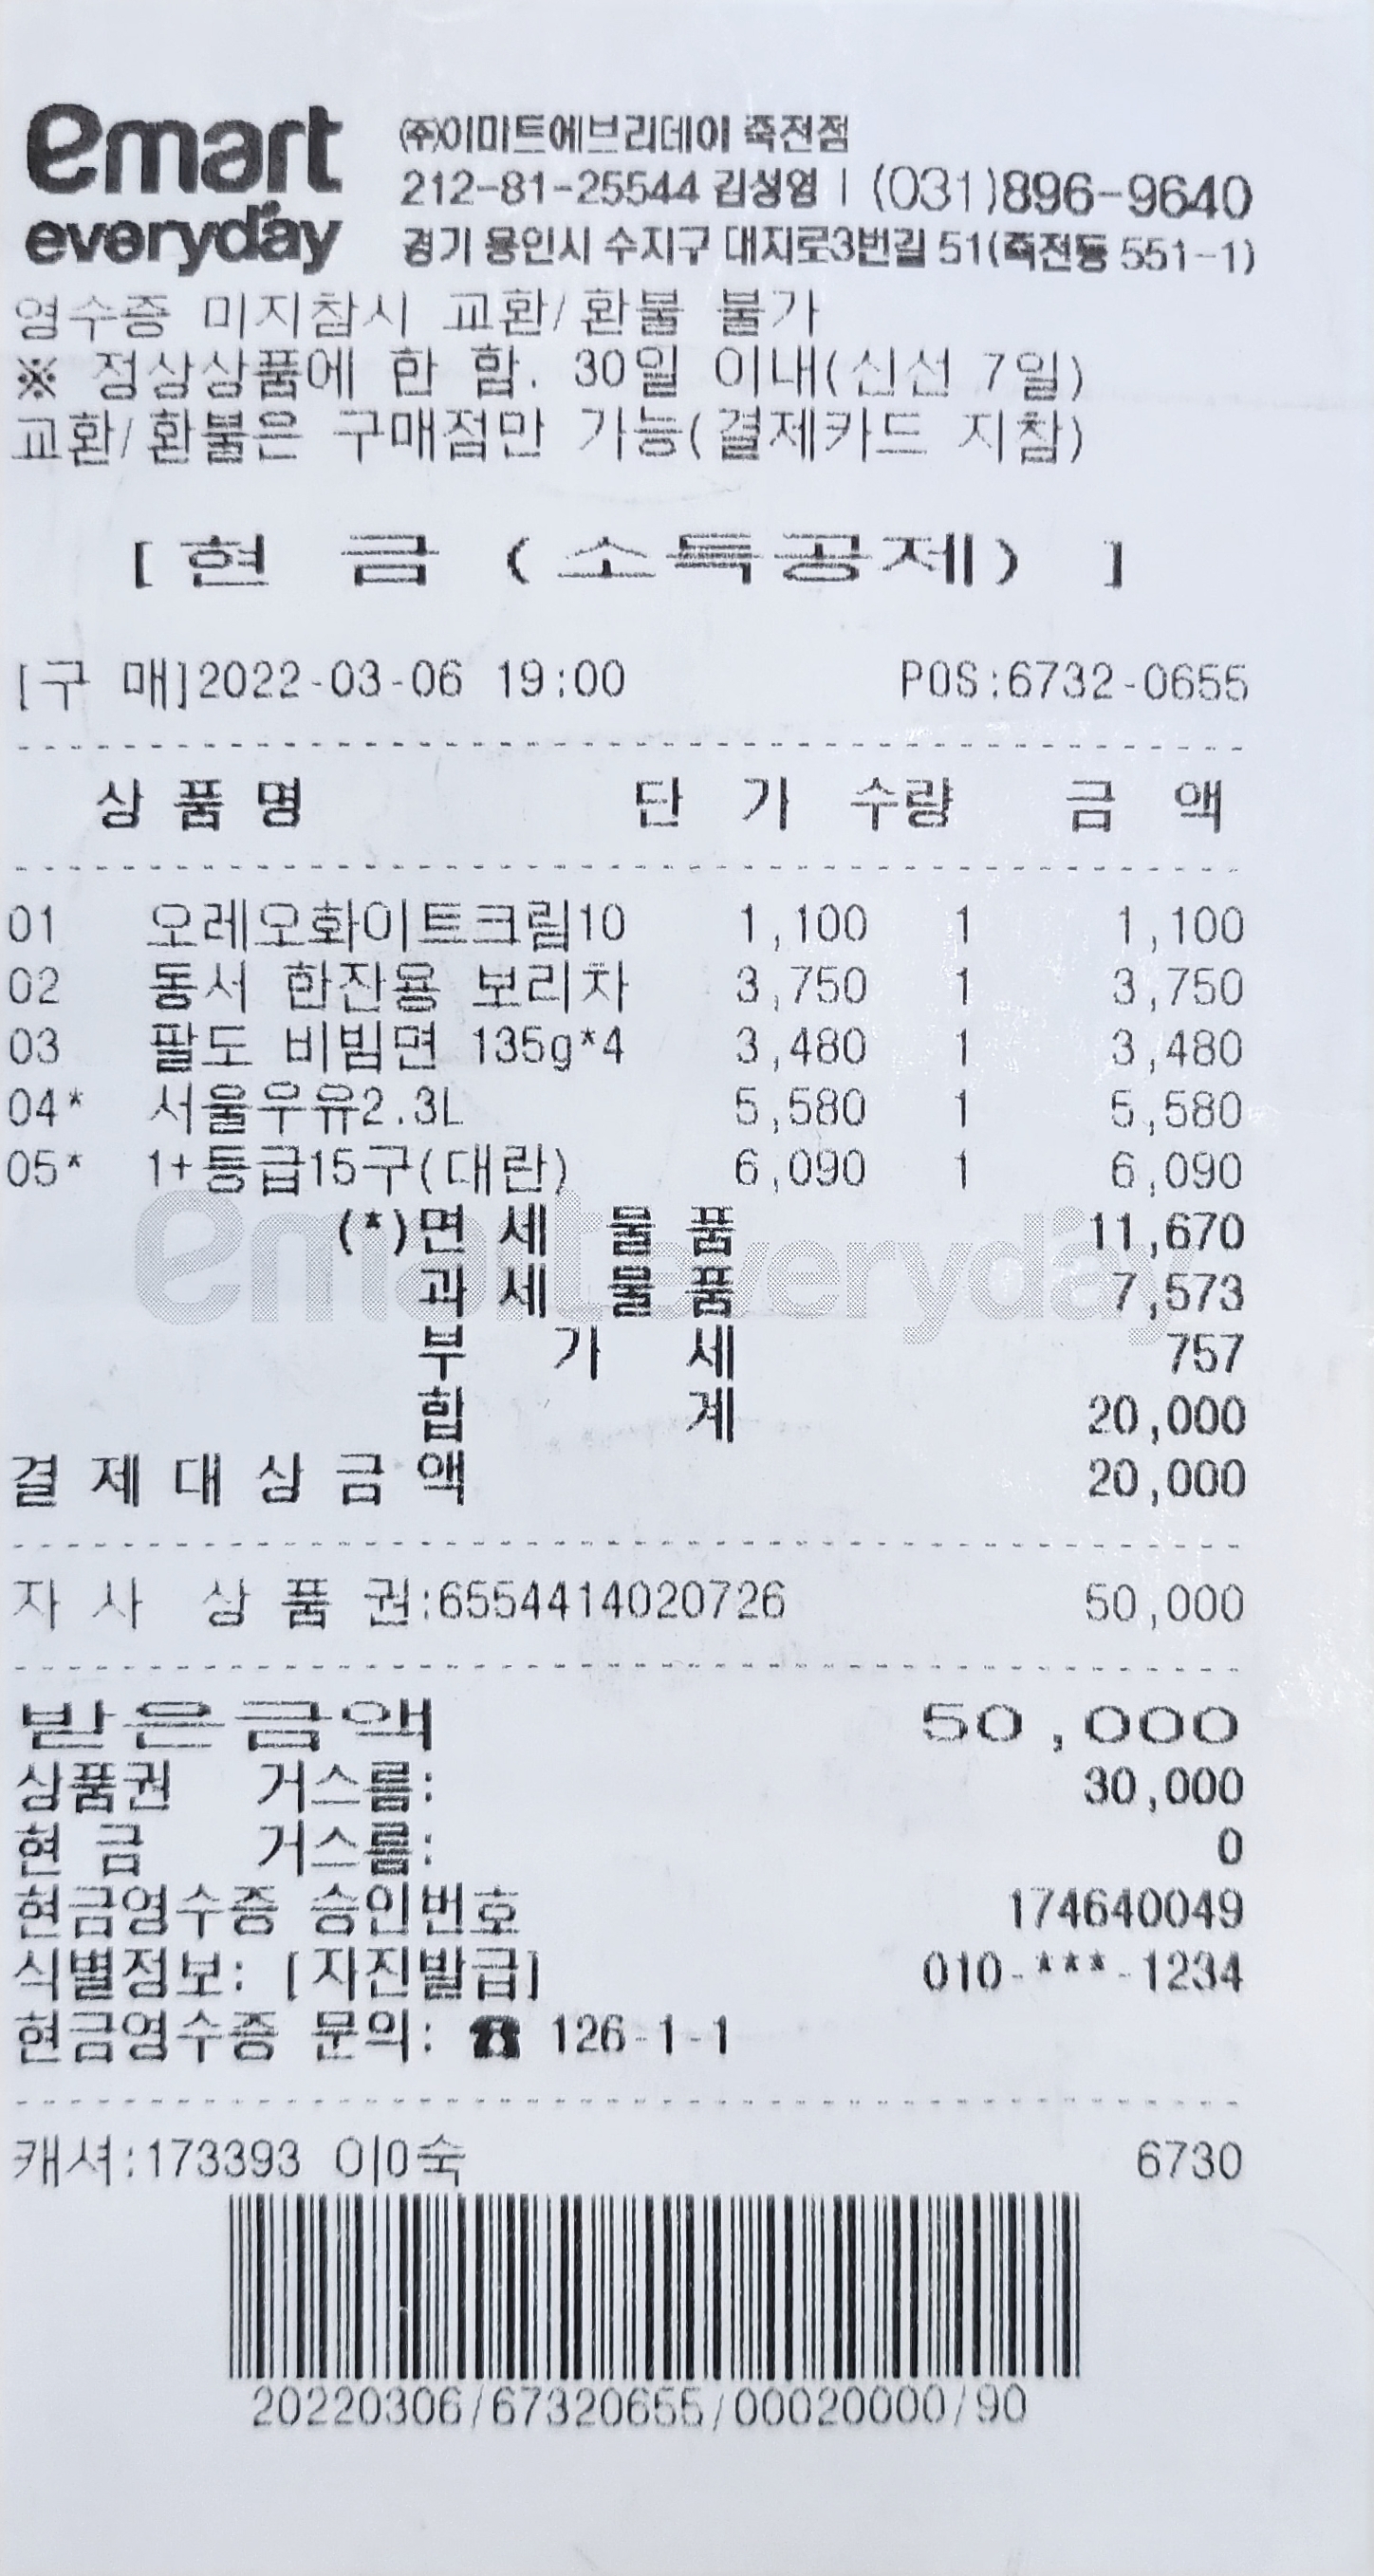 emart everyday
㈜이마트에브리데이 죽전점
212-81-25544 김성영 | (031)896-9640
경기 용인시 수지구 대지로3번길 51(죽전동 551-1)
영수증 미지참시 교환/환불 불가
※ 정상상품에 한 함. 30일 이내(신선 7일)
교환/환불은 구매점만 가능(결제카드 지참)
[ 현 금 (소득공제) ]
[구 매]2022-03-06 19:00 POS:6732-0655
상 품 명 단 가 수량 금 액
01 오레오화이트크림10 1,100 1 1,100
02 동서 한잔용 보리차 3,750 1 3,750
03 팔도 비빔면 135g*4 3,480 1 3,480
04* 서울우유2.3L 5,580 1 5,580
05* 1+등급15구(대란) 6,090 1 6,090
(*)면 세 물 품 11,670
과 세 물 품 7,573
emart everyday
부 가 세 757
합 계 20,000
결 제 대 상 금 액 20,000
자 사 상 품 권:6554414020726 50,000
받은금액 50,000
상품권 거스름: 30,000
현 금 거스름: 0
현금영수증 승인번호 174640049
식별정보: [자진발급] 010-***-1234
현금영수증 문의: ☎ 126-1-1
캐셔:173393 이0숙 6730
20220306/67320655/00020000/90